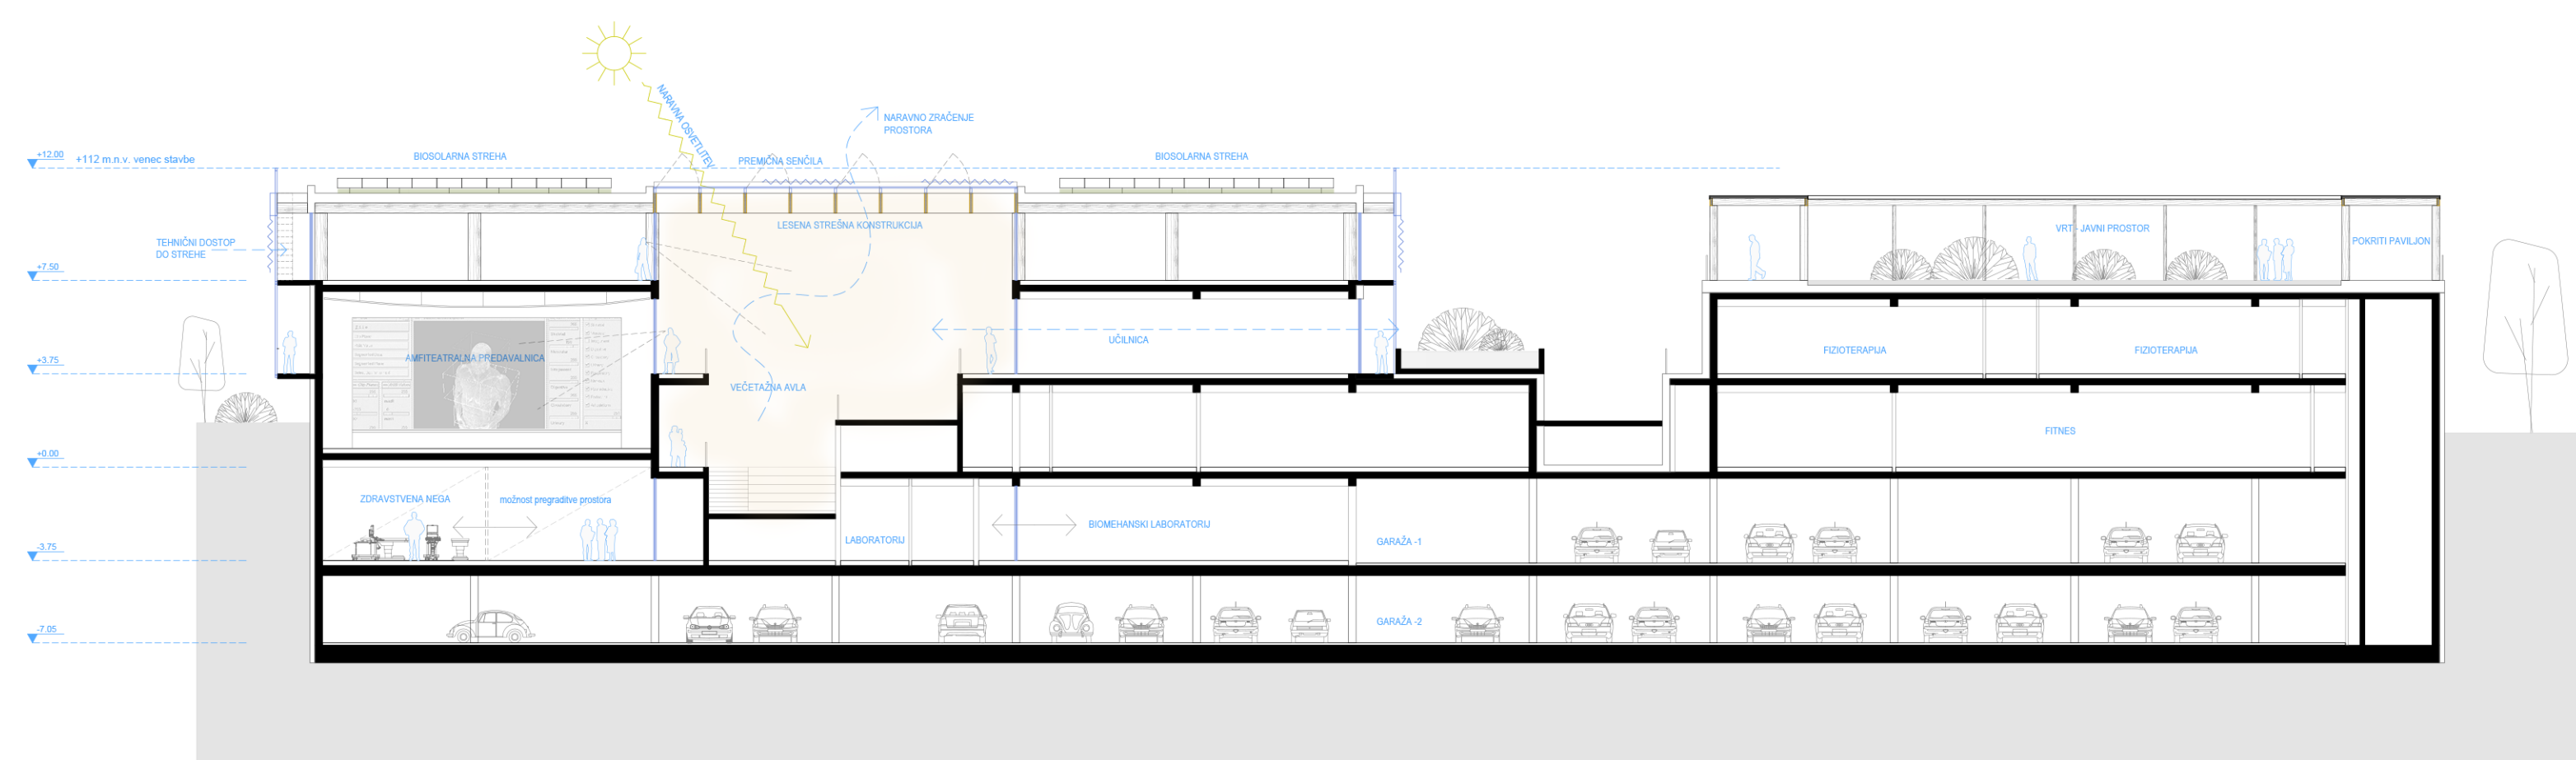 NARAVNA OSVETLITEV
NARAVNO ZRAČENJE
PROSTORA
+12.00
+112 m.n.v. venec stavbe
BIOSOLARNA STREHA
PREMIČNA SENČILA
BIOSOLARNA STREHA
LESENA STREŠNA KONSTRUKCIJA
VRT - JAVNI PROSTOR
POKRITI PAVILJON
TEHNIČNI DOSTOP
DO STREHE
+7.50
UČILNICA
FIZIOTERAPIJA
FIZIOTERAPIJA
+3.75
AMFITEATRALNA PREDAVALNICA
VEČETAŽNA AVLA
FITNES
+0.00
ZDRAVSTVENA NEGA
možnost pregraditve prostora
BIOMEHANSKI LABORATORIJ
LABORATORIJ
GARAŽA -1
-3.75
GARAŽA -2
-7.05